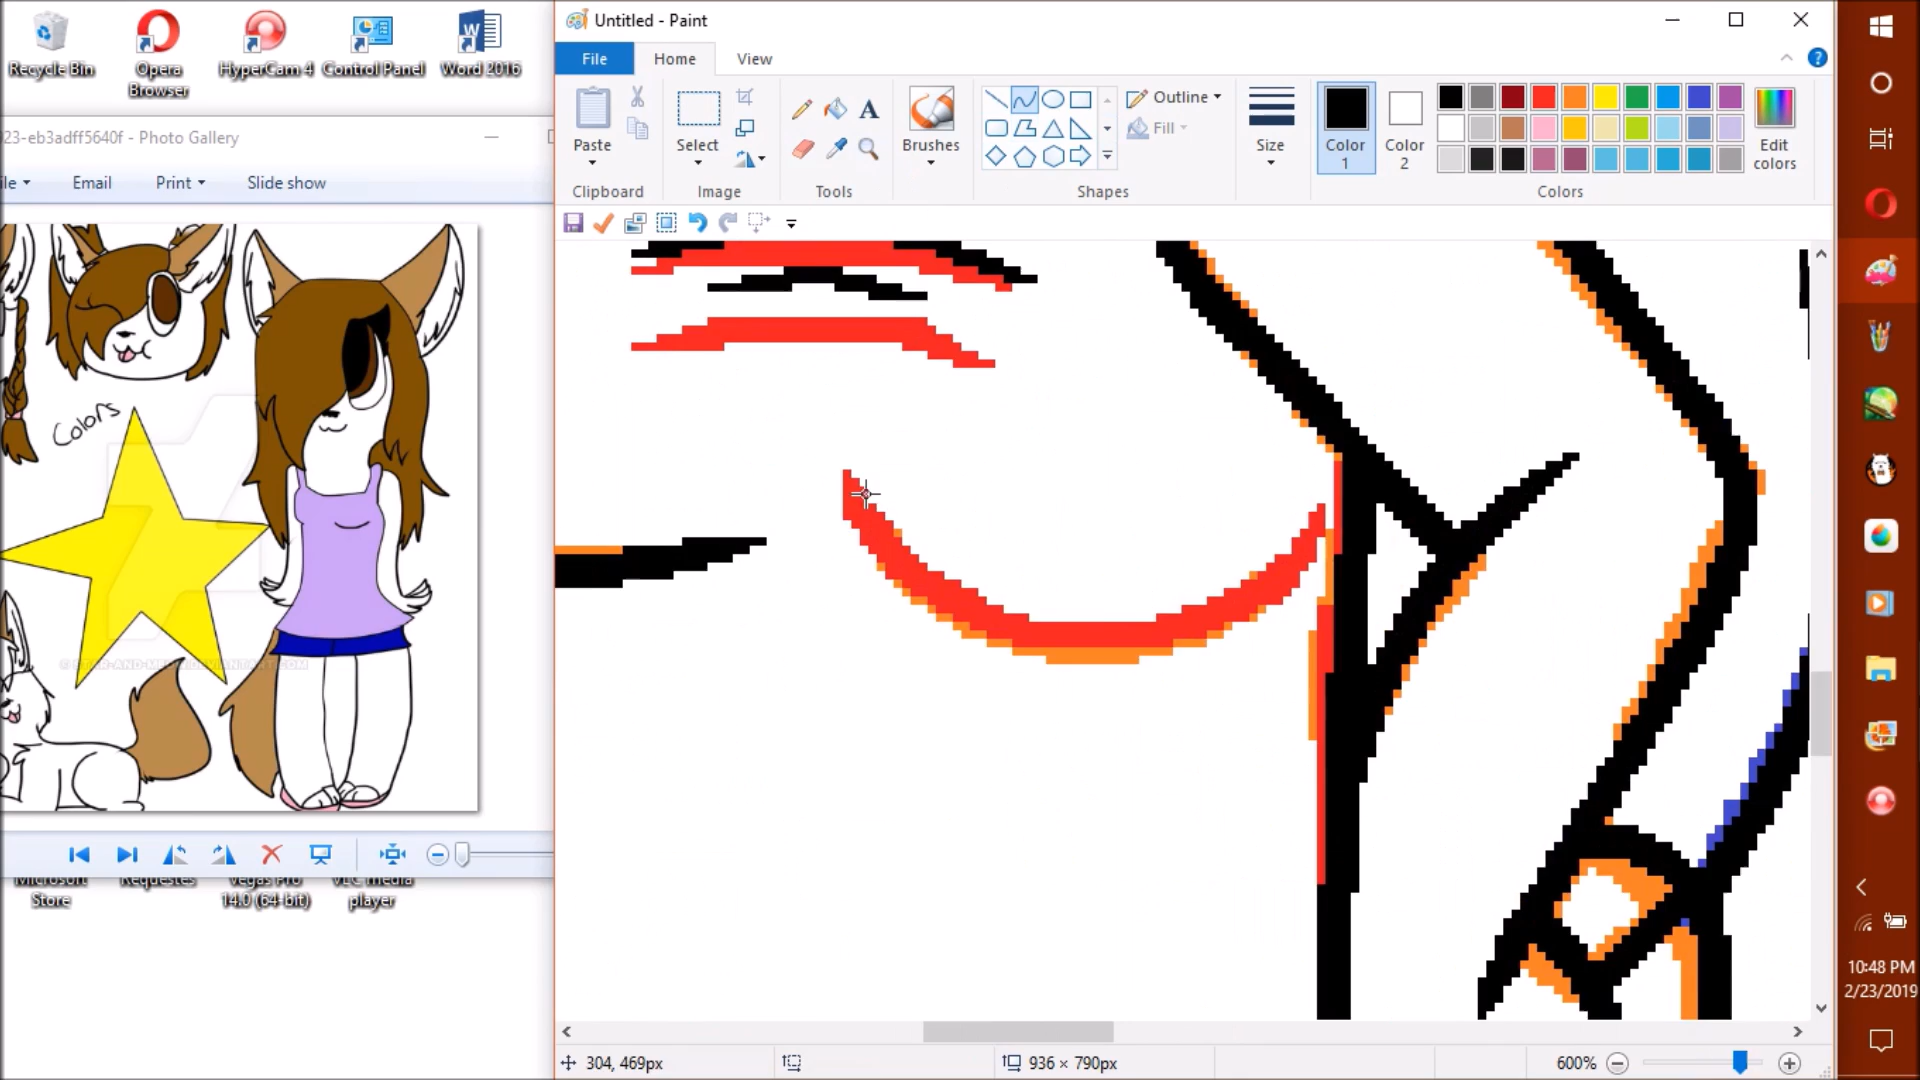 Recycle Bin
Opera
Browser
HyperCam 4
Control Panel
Word 2016
Untitled - Paint
File
Home
View
Paste
Select
Brushes
Outline
Fill
Size
Color
1
Color
2
Edit
colors
Clipboard
Image
Tools
Shapes
Colors
23-eb3adff5640f - Photo Gallery
Email
Print
Slide show
Colors
Microsoft
Store
Requestes
Vegas Pro
14.0 (64-bit)
VLC media
player
304, 469px
936 × 790px
600%
10:48 PM
2/23/2019